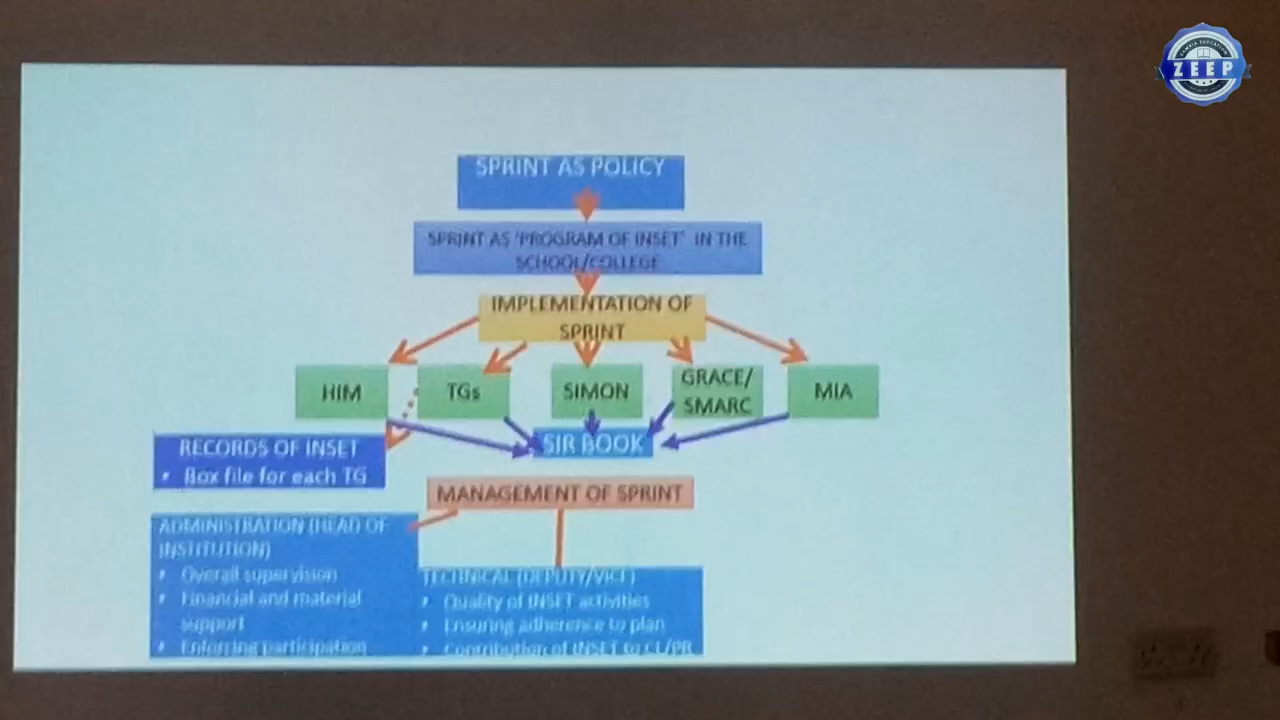 ZAMBIA EDUCATION
ZEEP
SPRINT AS POLICY
SPRINT AS 'PROGRAM OF INSET' IN THE
SCHOOL/COLLEGE
IMPLEMENTATION OF
SPRINT
HIM
TGs
SIMON
GRACE/
SMARC
MIA
SIR BOOK
RECORDS OF INSET
• Box file for each TG
MANAGEMENT OF SPRINT
ADMINISTRATION (HEAD OF
INSTITUTION)
• Overall supervision
• Financial and material
support
• Enforcing participation
TECHNICAL (DEPUTY/VICE)
• Quality of INSET activities
• Ensuring adherence to plan
• Contribution of INSET to CL/PR